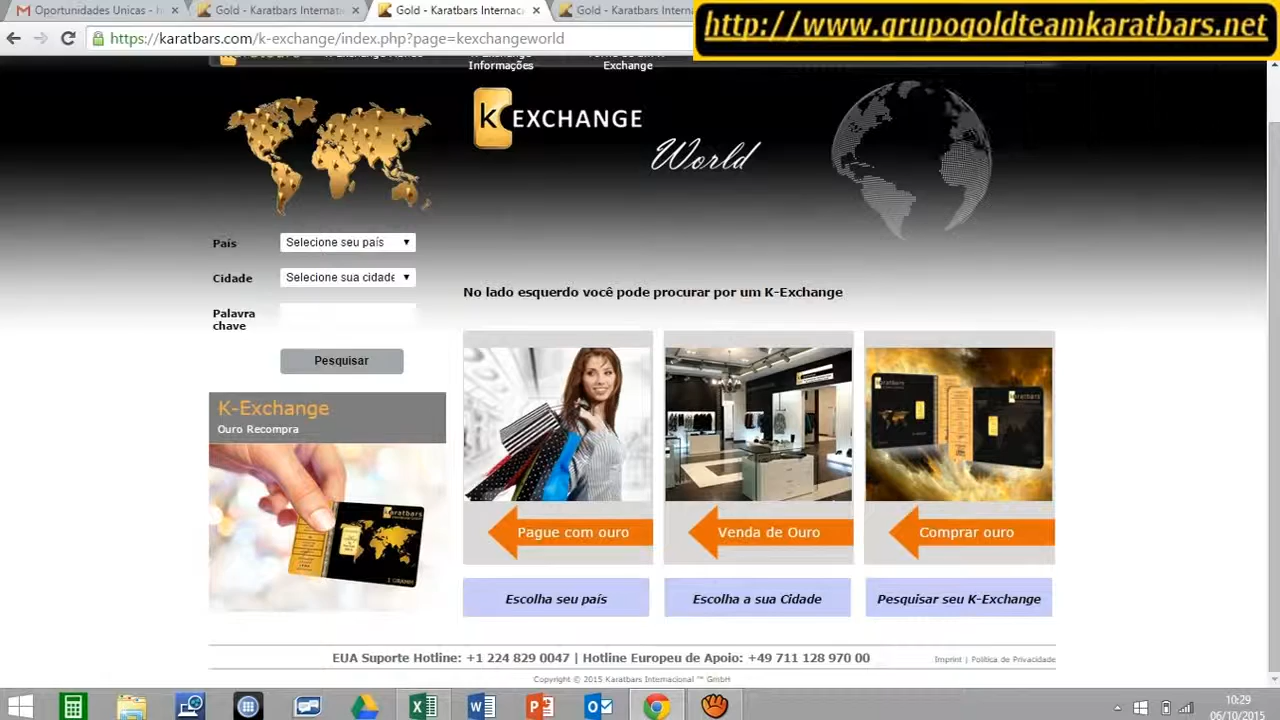 Oportunidades Unicas - h
Gold - Karatbars Internati
Gold - Karatbars Internac
Gold - Karatbars Intern
http://www.grupogoldteamkaratbars.net
https://karatbars.com/k-exchange/index.php?page=kexchangeworld
Informações
Exchange
K EXCHANGE
World
País
Selecione seu país
Cidade
Selecione sua cidade
Palavra
chave
Pesquisar
No lado esquerdo você pode procurar por um K-Exchange
K-Exchange
Ouro Recompra
Karatbars
Karatbars
Karatbars
Pague com ouro
Venda de Ouro
Comprar ouro
Escolha seu país
Escolha a sua Cidade
Pesquisar seu K-Exchange
EUA Suporte Hotline: +1 224 829 0047 | Hotline Europeu de Apoio: +49 711 128 970 00
Imprint | Política de Privacidade
Copyright © 2015 Karatbars Internacional ™ GmbH
10:29
06/10/2015